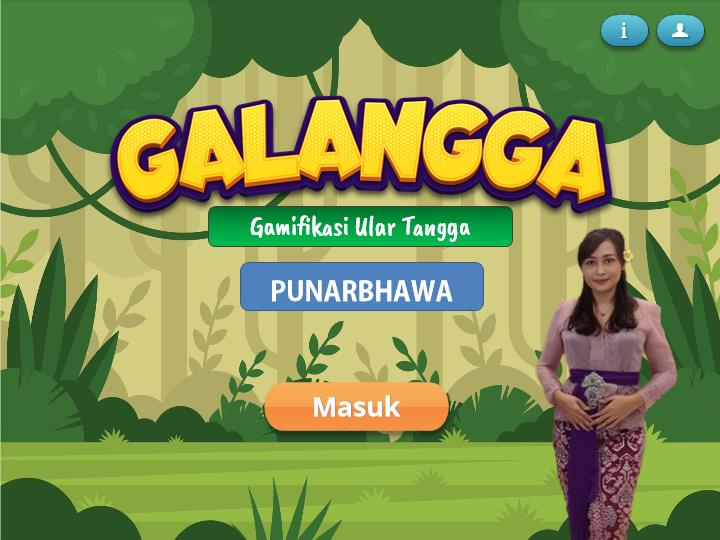 i
GALANGGA
Gamifikasi Ular Tangga
PUNARBHAWA
Masuk